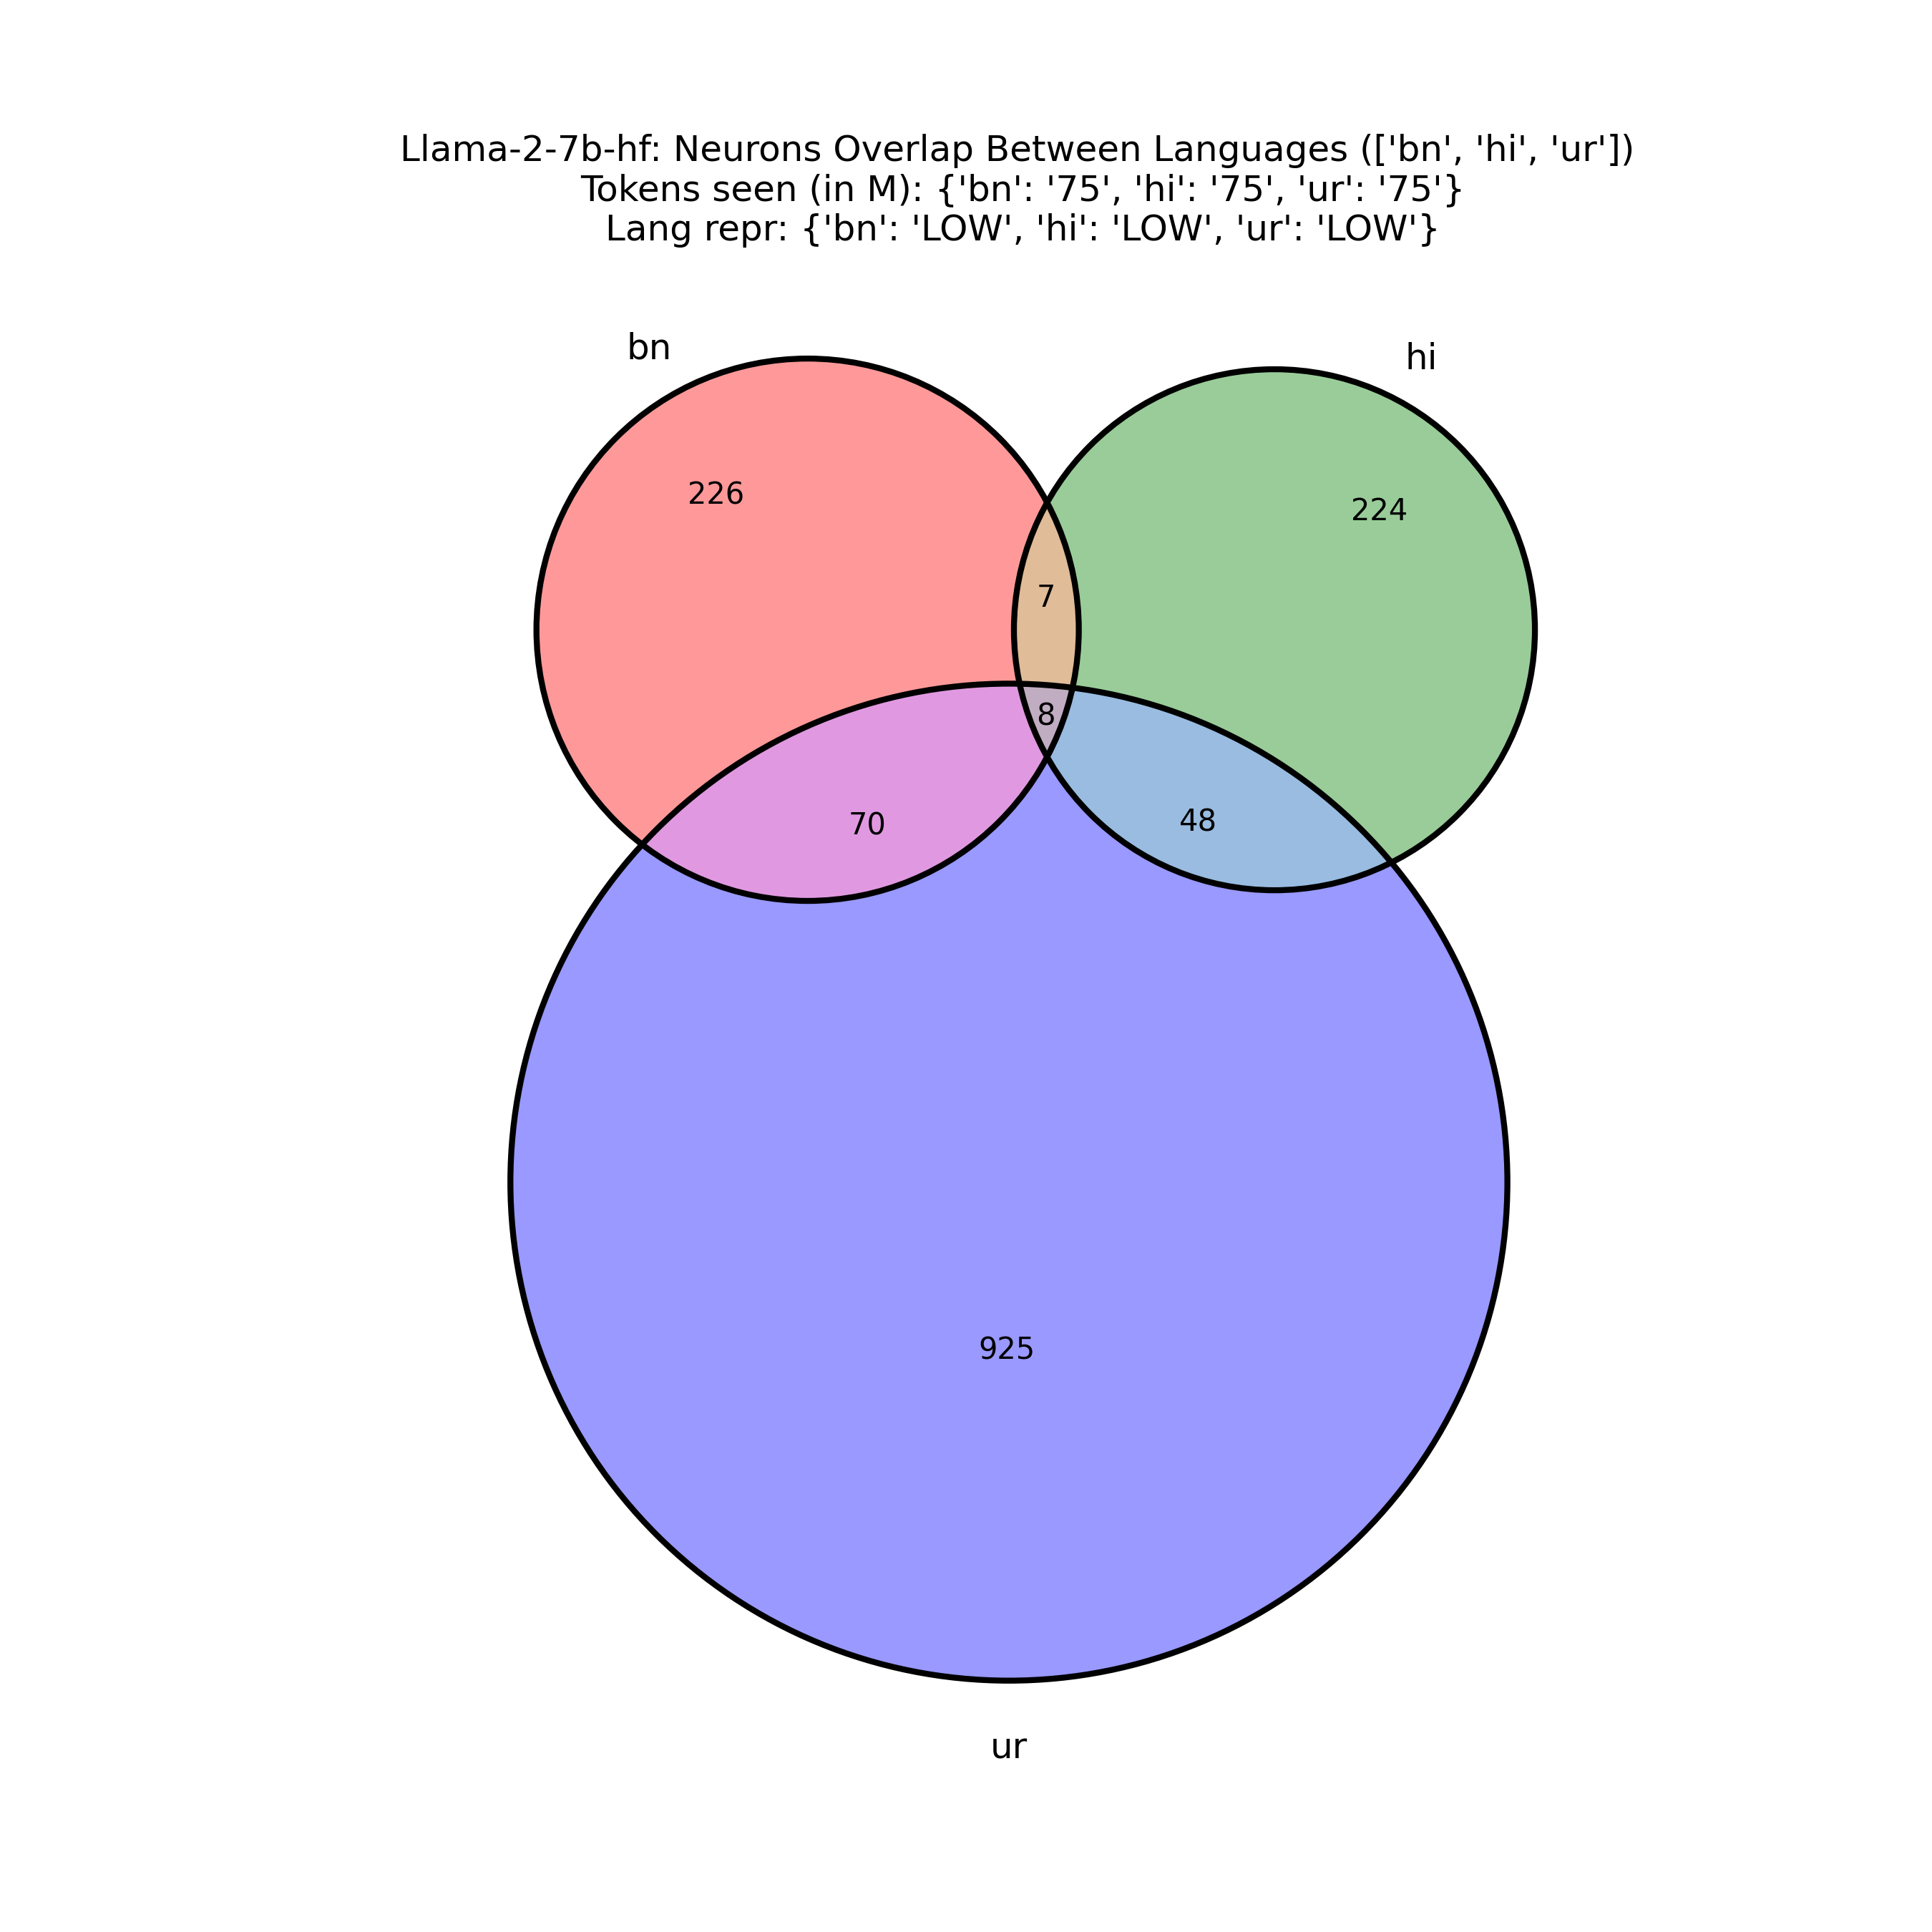 Llama-2-7b-hf: Neurons Overlap Between Languages (['bn', 'hi', 'ur'])
Tokens seen (in M): {'bn': '75', 'hi': '75', 'ur': '75'}
Lang repr: {'bn': 'LOW', 'hi': 'LOW', 'ur': 'LOW'}
bn
hi
226
224
7
8
70
48
925
ur